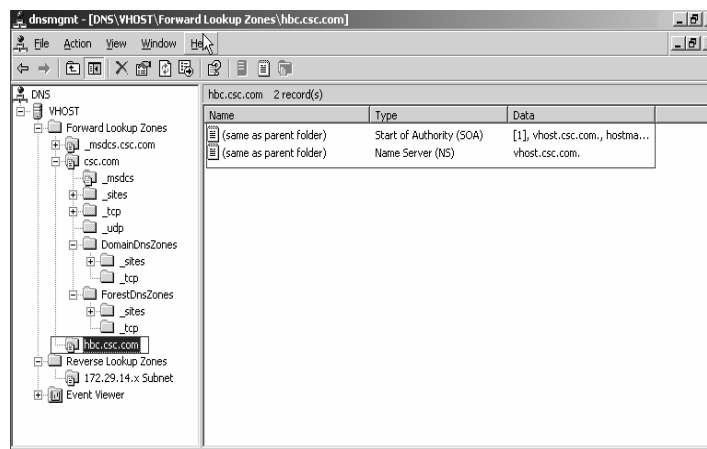 dnsmgmt - [DNS\VHOST\Forward Lookup Zones\hbc.csc.com]
File Action View Window Help
DNS
VHOST
Forward Lookup Zones
_msdcs.csc.com
csc.com
_msdcs
_sites
_tcp
_udp
DomainDnsZones
_sites
_tcp
ForestDnsZones
_sites
_tcp
hbc.csc.com
Reverse Lookup Zones
172.29.14.x Subnet
Event Viewer
hbc.csc.com 2 record(s)
Name Type Data
(same as parent folder) Start of Authority (SOA) [1], vhost.csc.com., hostma...
(same as parent folder) Name Server (NS) vhost.csc.com.